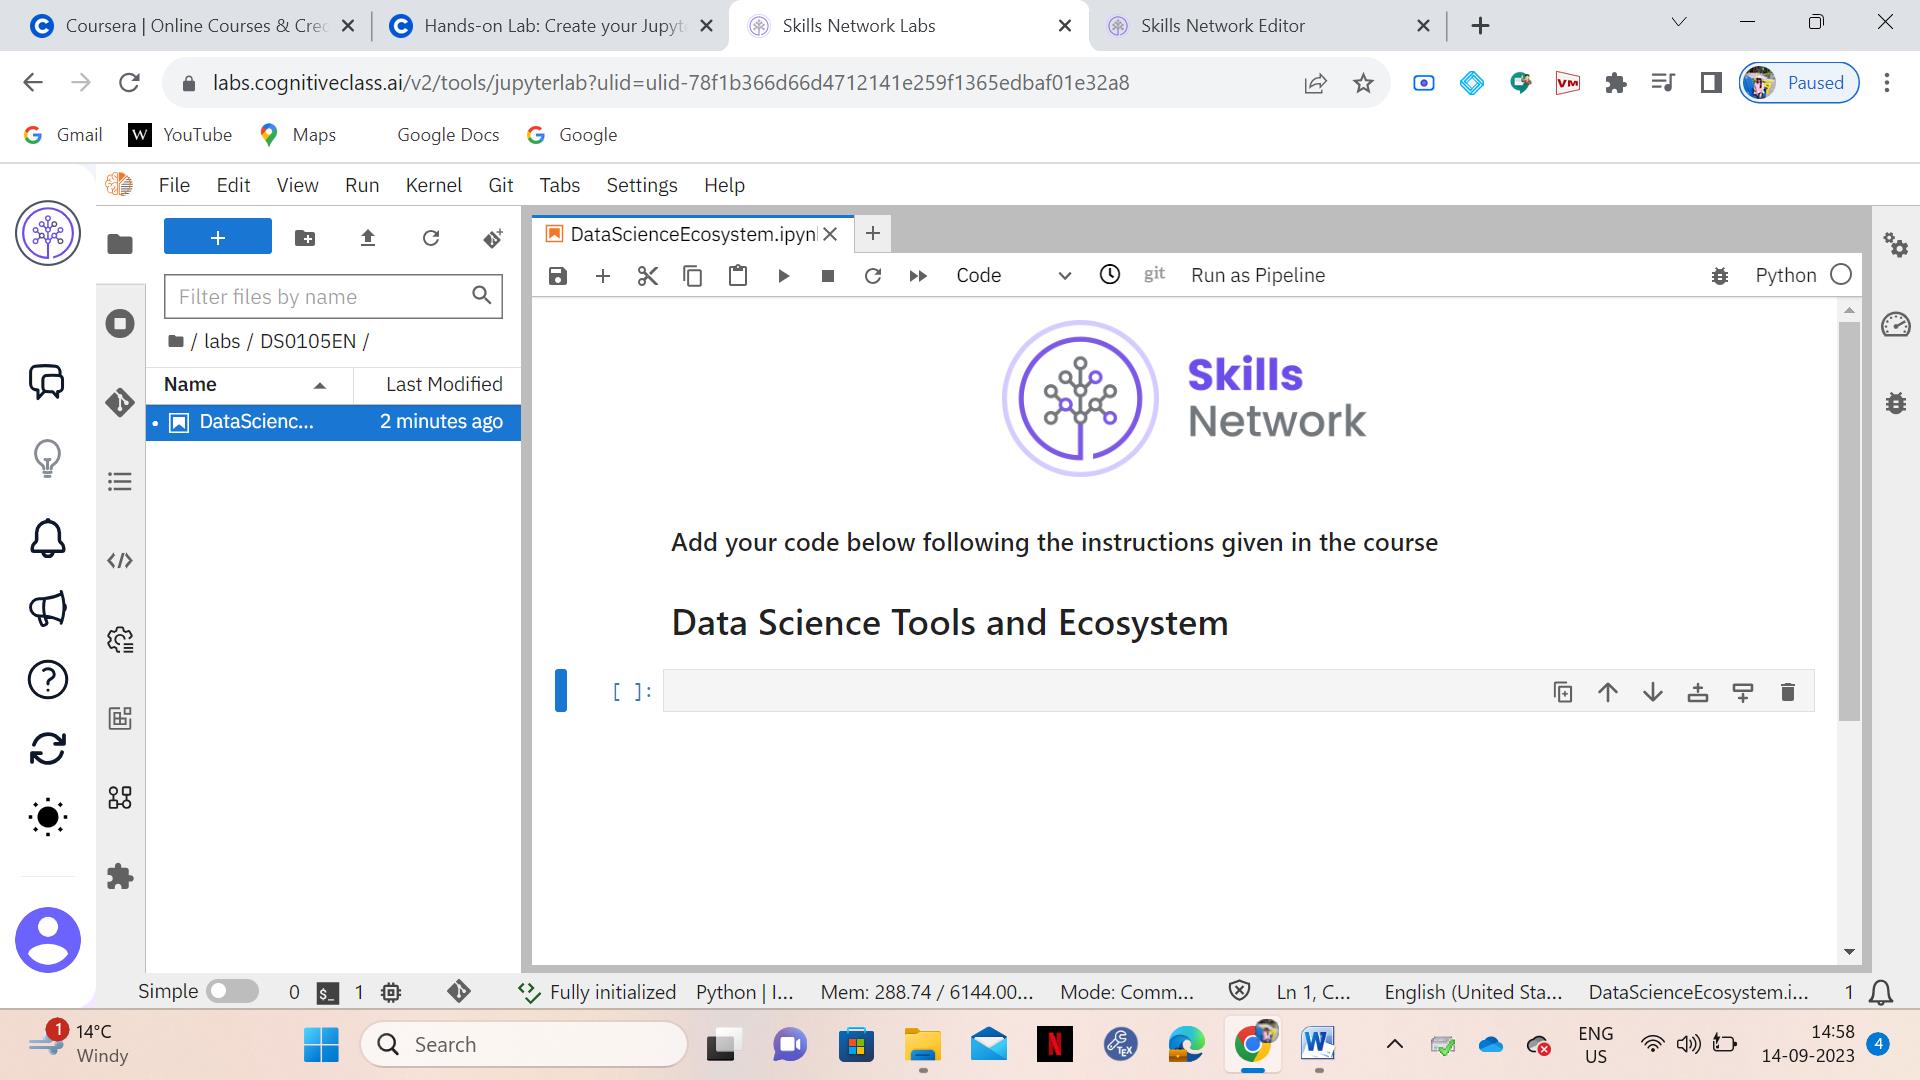 Coursera | Online Courses & Cre
Hands-on Lab: Create your Jupyt
Skills Network Labs
Skills Network Editor
labs.cognitiveclass.ai/v2/tools/jupyterlab?ulid=ulid-78f1b366d66d4712141e259f1365edbaf01e32a8
VM
Paused
Gmail
W YouTube
Maps
Google Docs
Google
File Edit View Run Kernel Git Tabs Settings Help
DataScienceEcosystem.ipyn
Filter files by name
/ labs / DS0105EN /
Name Last Modified
DataScienc... 2 minutes ago
Code
git
Run as Pipeline
Python
Skills
Network
Add your code below following the instructions given in the course
Data Science Tools and Ecosystem
[ ]:
Simple 0 $_ 1
Fully initialized
Python | I...
Mem: 288.74 / 6144.00...
Mode: Comm...
Ln 1, C...
English (United Sta...
DataScienceEcosystem.i...
1
1
14°C
Windy
Search
N
TEX
W
ENG
US
14:58
14-09-2023
4